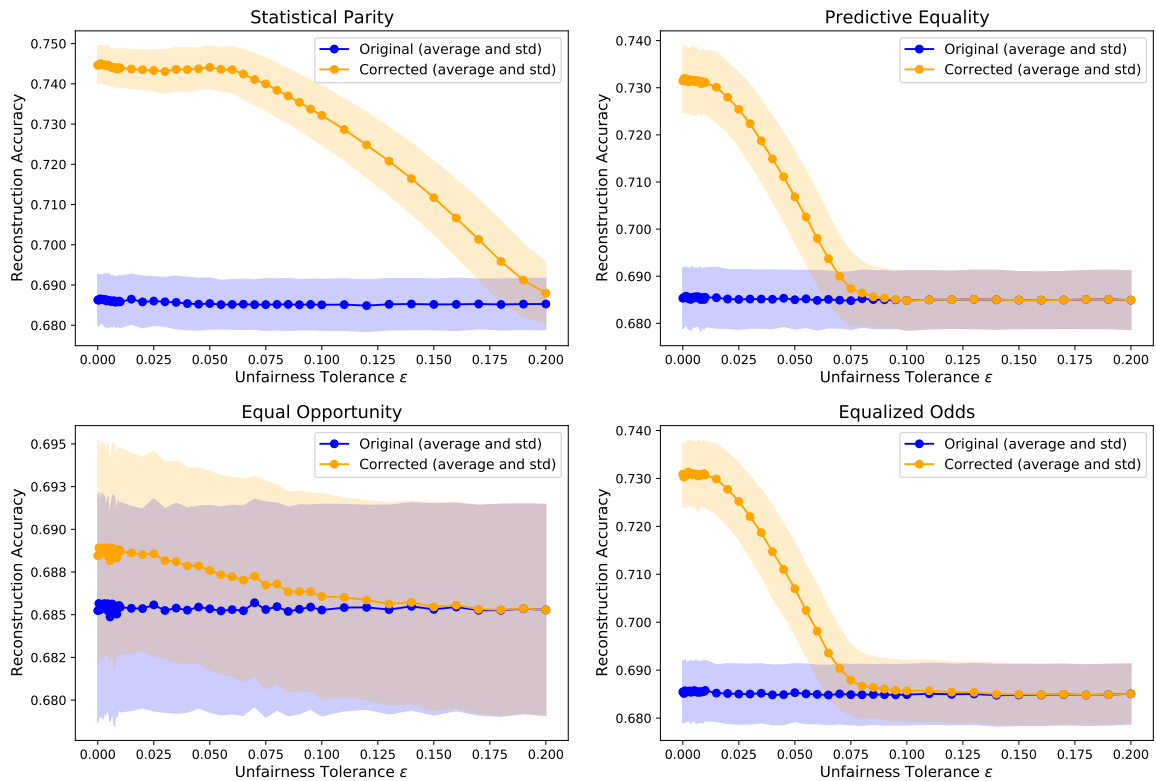 Statistical Parity
Reconstruction Accuracy
0.750
0.740
0.730
0.720
0.710
0.700
0.690
0.680
Original (average and std)
Corrected (average and std)
0.000 0.025 0.050 0.075 0.100 0.125 0.150 0.175 0.200
Unfairness Tolerance ε
Predictive Equality
Reconstruction Accuracy
0.740
0.730
0.720
0.710
0.700
0.690
0.680
Original (average and std)
Corrected (average and std)
0.000 0.025 0.050 0.075 0.100 0.125 0.150 0.175 0.200
Unfairness Tolerance ε
Equal Opportunity
Reconstruction Accuracy
0.695
0.693
0.690
0.688
0.685
0.682
0.680
Original (average and std)
Corrected (average and std)
0.000 0.025 0.050 0.075 0.100 0.125 0.150 0.175 0.200
Unfairness Tolerance ε
Equalized Odds
Reconstruction Accuracy
0.740
0.730
0.720
0.710
0.700
0.690
0.680
Original (average and std)
Corrected (average and std)
0.000 0.025 0.050 0.075 0.100 0.125 0.150 0.175 0.200
Unfairness Tolerance ε